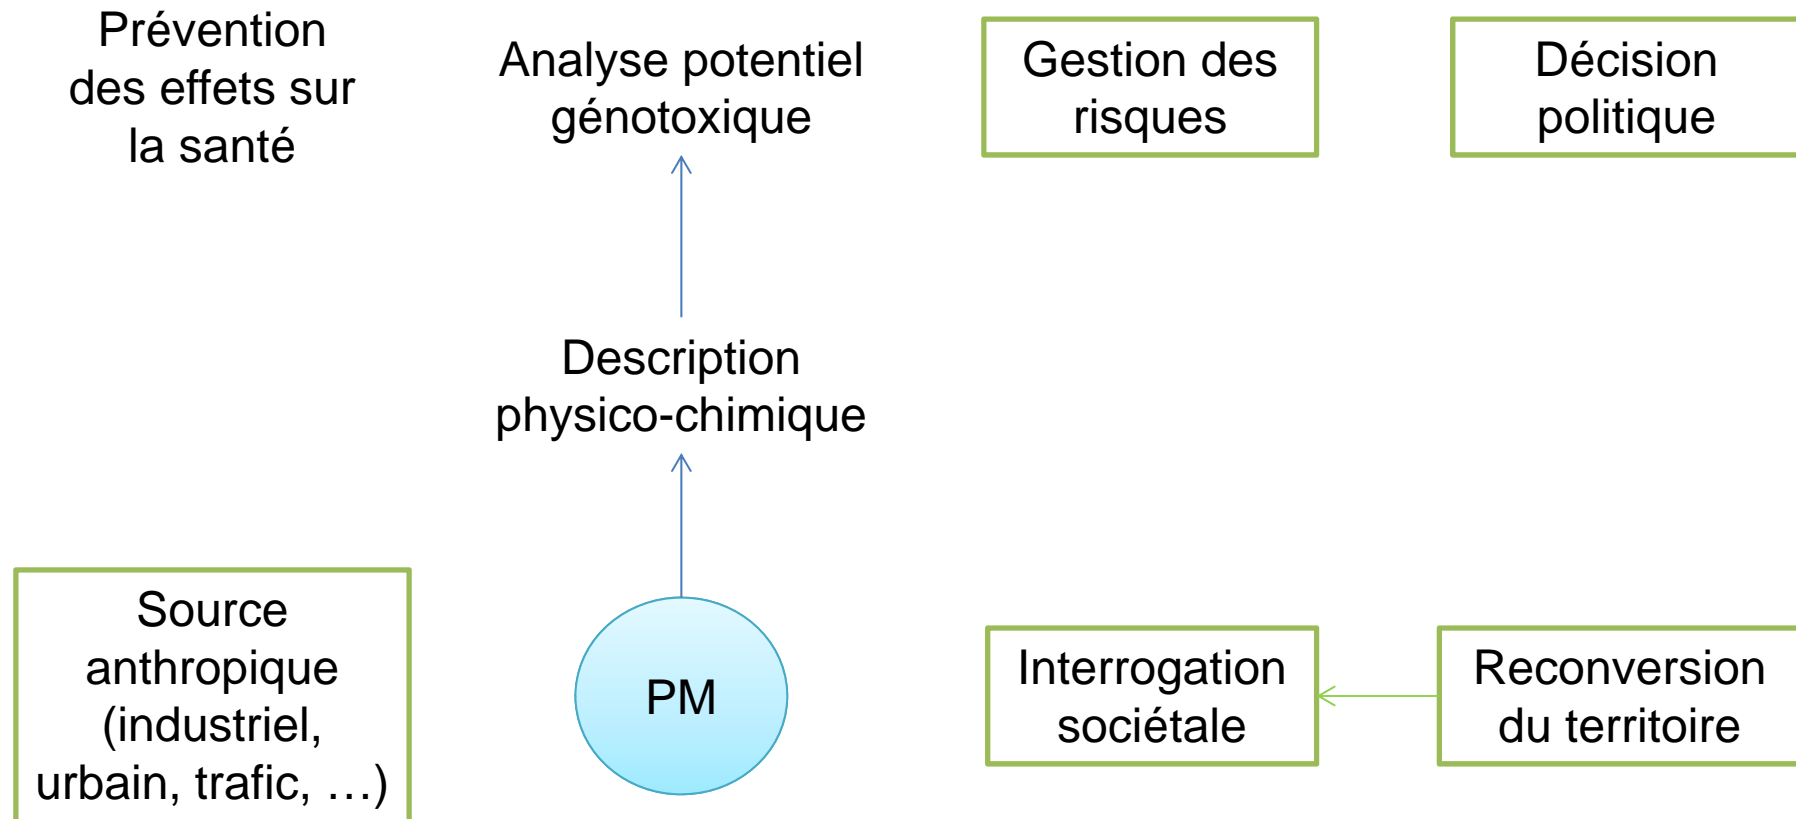 Prévention
des effets sur
la santé
Analyse potentiel
génotoxique
Gestion des
risques
Décision
politique
Description
physico-chimique
Source
anthropique
(industriel,
urbain, trafic, …)
PM
Interrogation
sociétale
Reconversion
du territoire